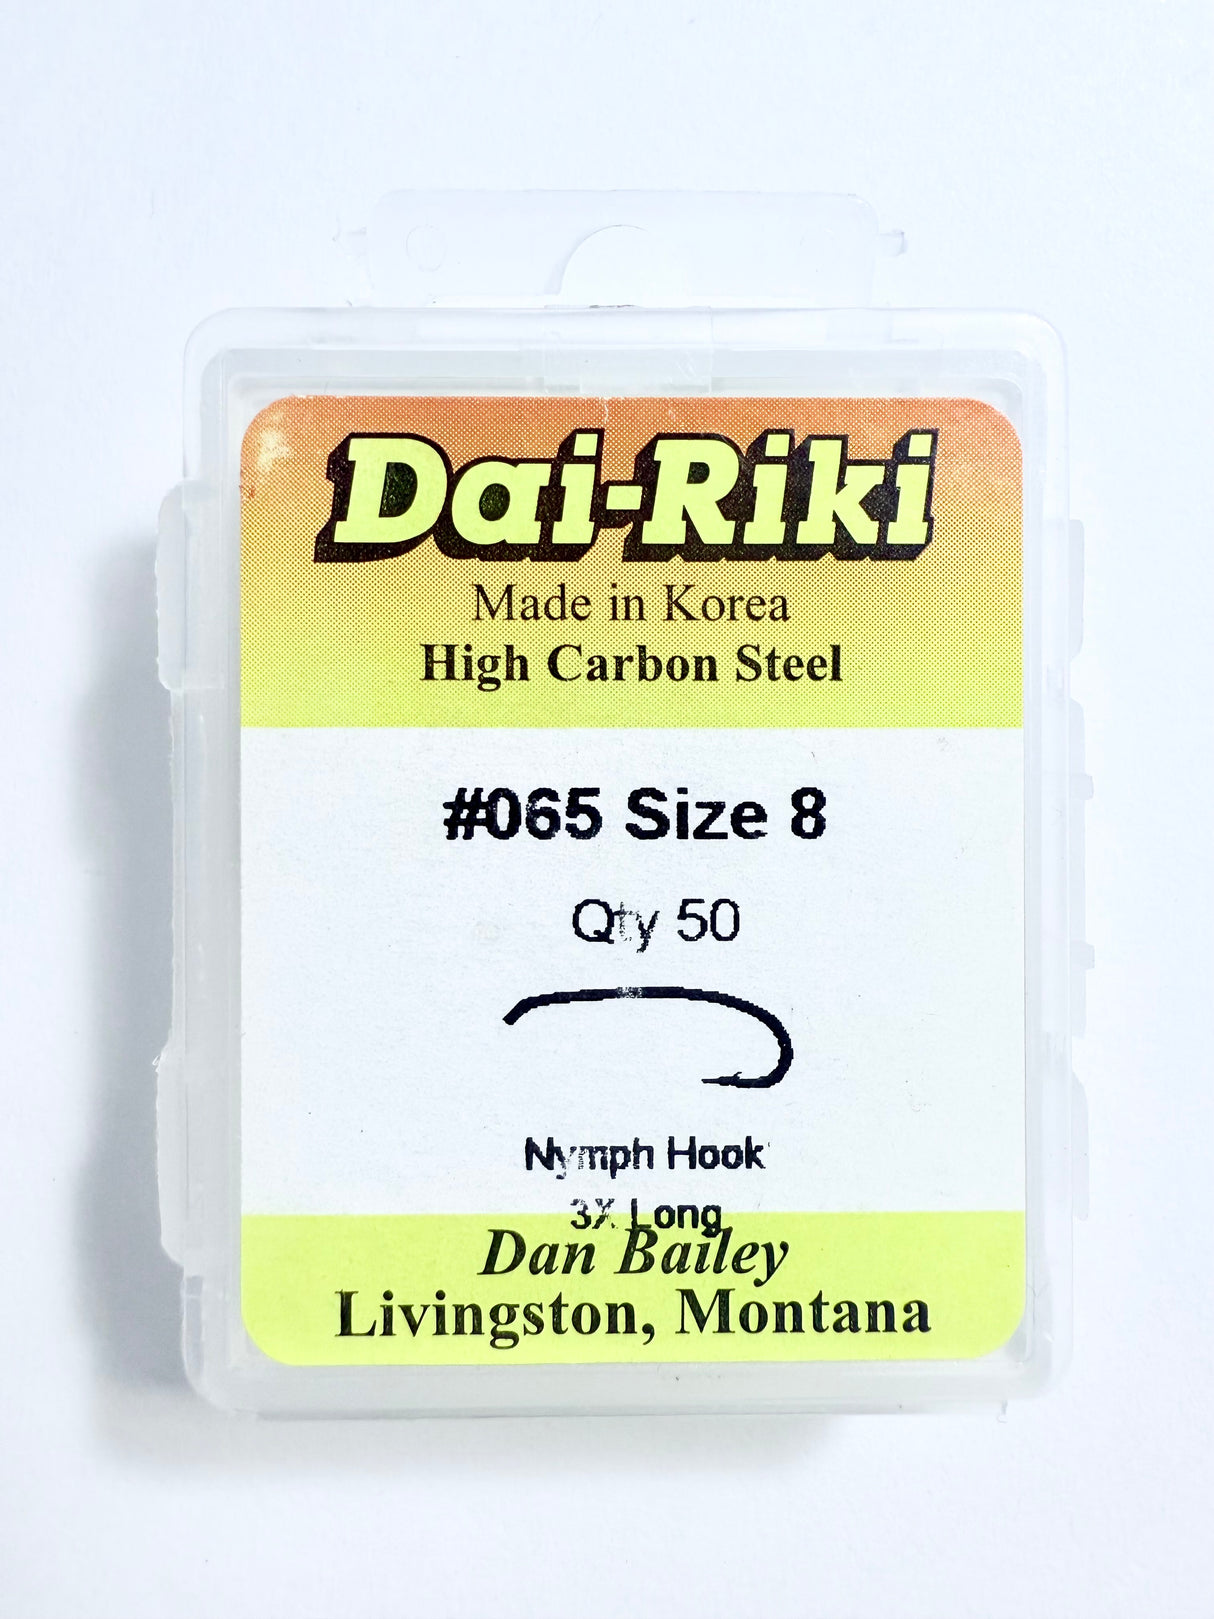 Dai-Riki
Made in Korea
High Carbon Steel
#065 Size 8
Qty 50
Nymph Hook
3X Long
Dan Bailey
Livingston, Montana